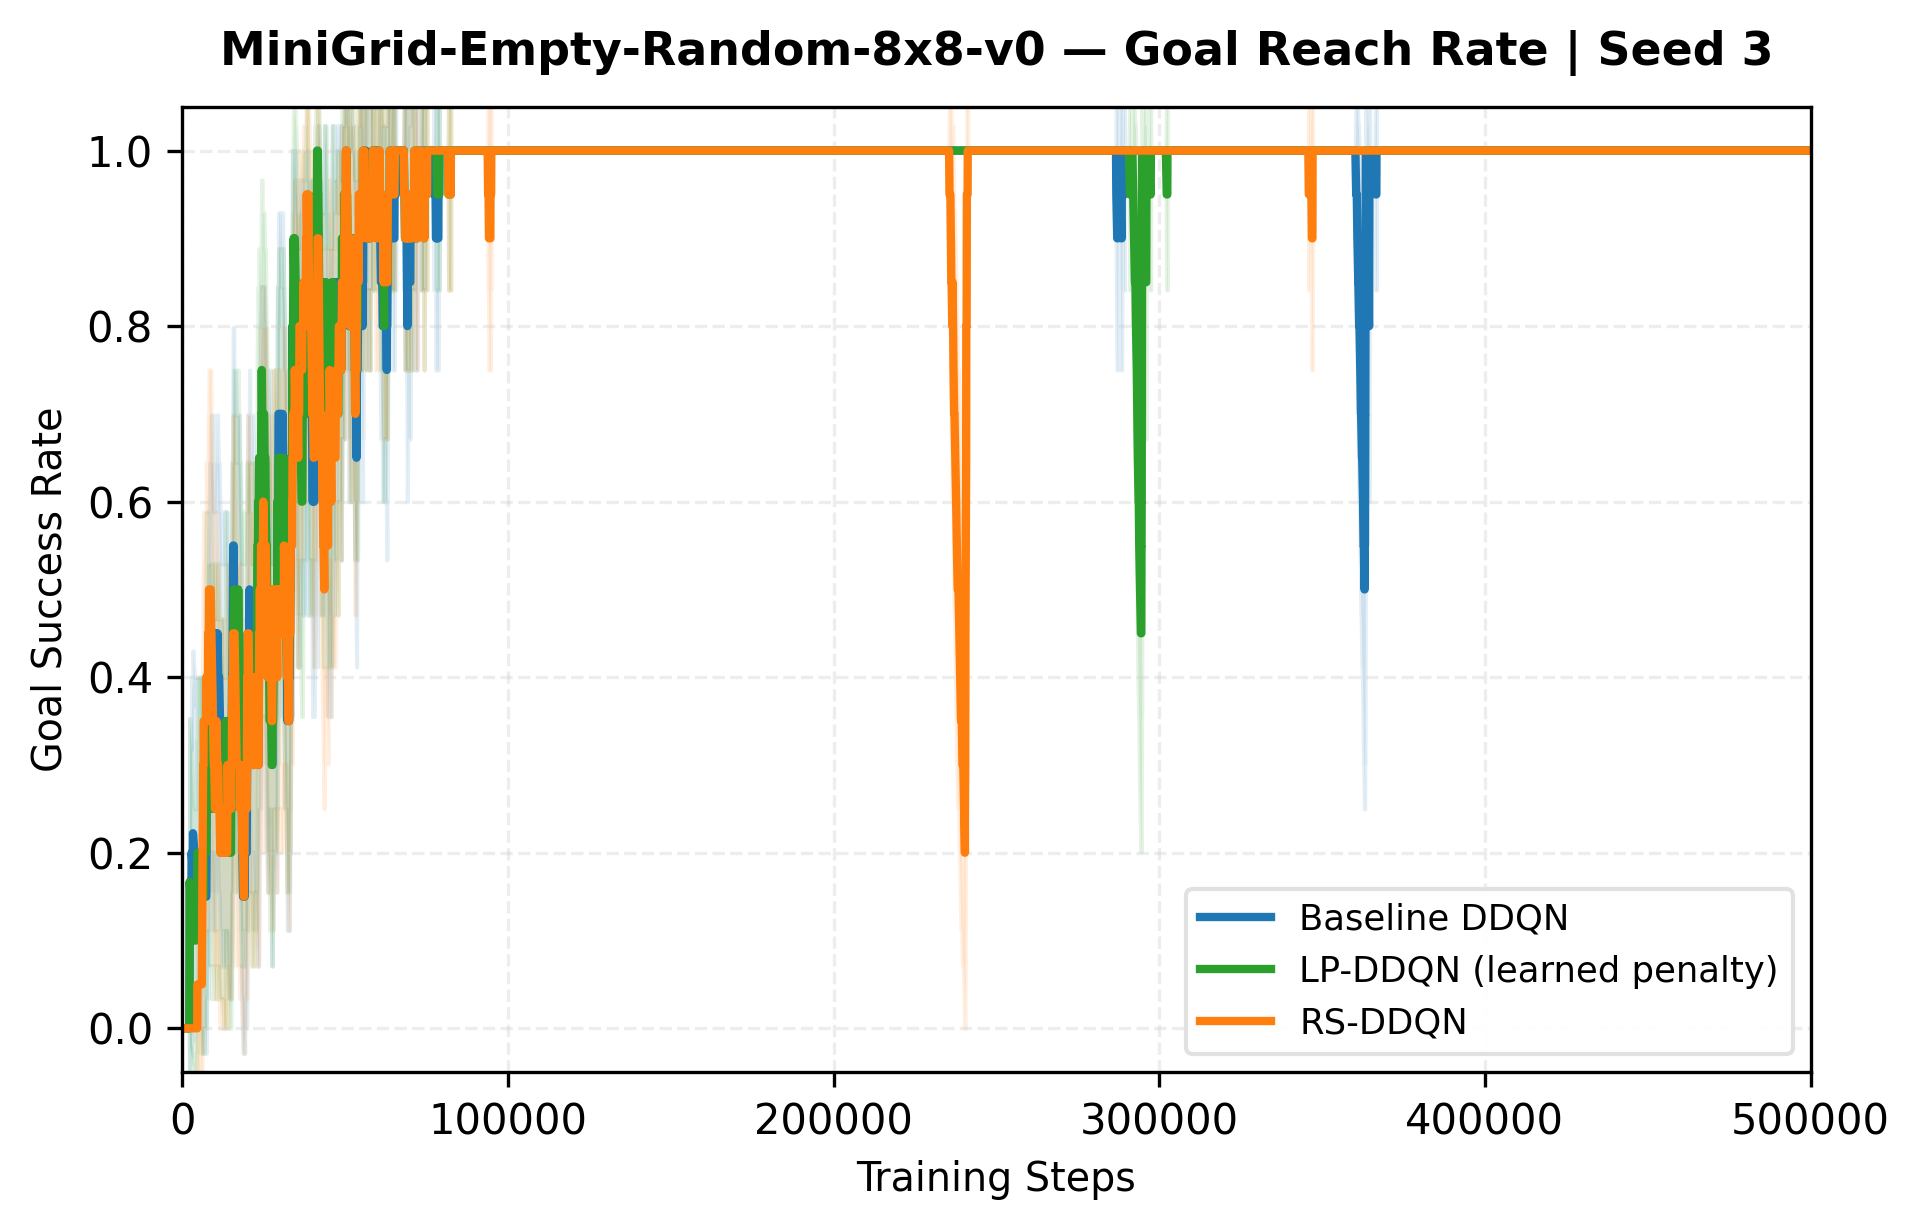 MiniGrid-Empty-Random-8x8-v0 — Goal Reach Rate | Seed 3
Goal Success Rate
1.0
0.8
0.6
0.4
0.2
0.0
0
100000
200000
300000
400000
500000
Training Steps
Baseline DDQN
LP-DDQN (learned penalty)
RS-DDQN